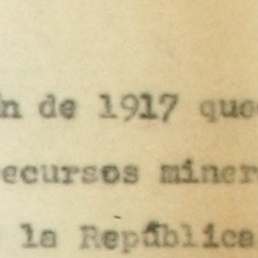 n de 1917 que
ecursos miner
la República